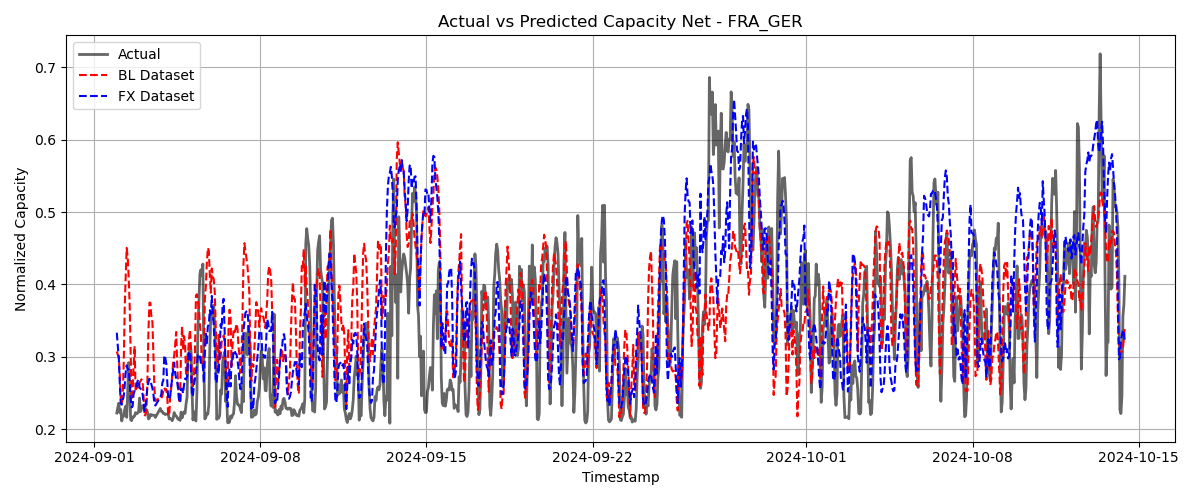 Actual vs Predicted Capacity Net - FRA_GER
Actual
BL Dataset
FX Dataset
Normalized Capacity
0.7
0.6
0.5
0.4
0.3
0.2
2024-09-01
2024-09-08
2024-09-15
2024-09-22
2024-10-01
2024-10-08
2024-10-15
Timestamp